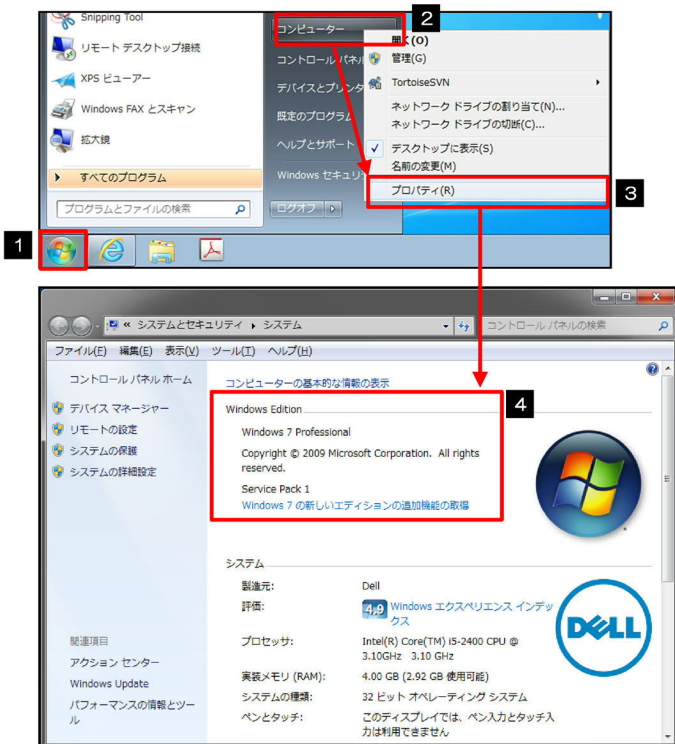 Snipping Tool
リモート デスクトップ接続
XPS ビューアー
Windows FAX とスキャン
拡大鏡
すべてのプログラム
プログラムとファイルの検索
コンピューター
2
コントロール パネル
デバイスとプリンタ
既定のプログラム
ヘルプとサポート
Windows セキュリ
ログオフ
開く(O)
管理(G)
TortoiseSVN
ネットワーク ドライブの割り当て(N)...
ネットワーク ドライブの切断(C)...
デスクトップに表示(S)
名前の変更(M)
プロパティ(R)
3
1
« システムとセキュリティ
システム
コントロール パネルの検索
ファイル(F) 編集(E) 表示(V) ツール(T) ヘルプ(H)
コントロール パネル ホーム
デバイス マネージャー
リモートの設定
システムの保護
システムの詳細設定
関連項目
アクション センター
Windows Update
パフォーマンスの情報とツー
ル
コンピューターの基本的な情報の表示
4
Windows Edition
Windows 7 Professional
Copyright © 2009 Microsoft Corporation. All rights
reserved.
Service Pack 1
Windows 7 の新しいエディションの追加機能の取得
システム
製造元: Dell
評価: 4.9 Windows エクスペリエンス インデッ
クス
プロセッサ: Intel(R) Core(TM) i5-2400 CPU @
3.10GHz 3.10 GHz
実装メモリ (RAM): 4.00 GB (2.92 GB 使用可能)
システムの種類: 32 ビット オペレーティング システム
ペンとタッチ: このディスプレイでは、ペン入力とタッチ入
力は利用できません
DELL